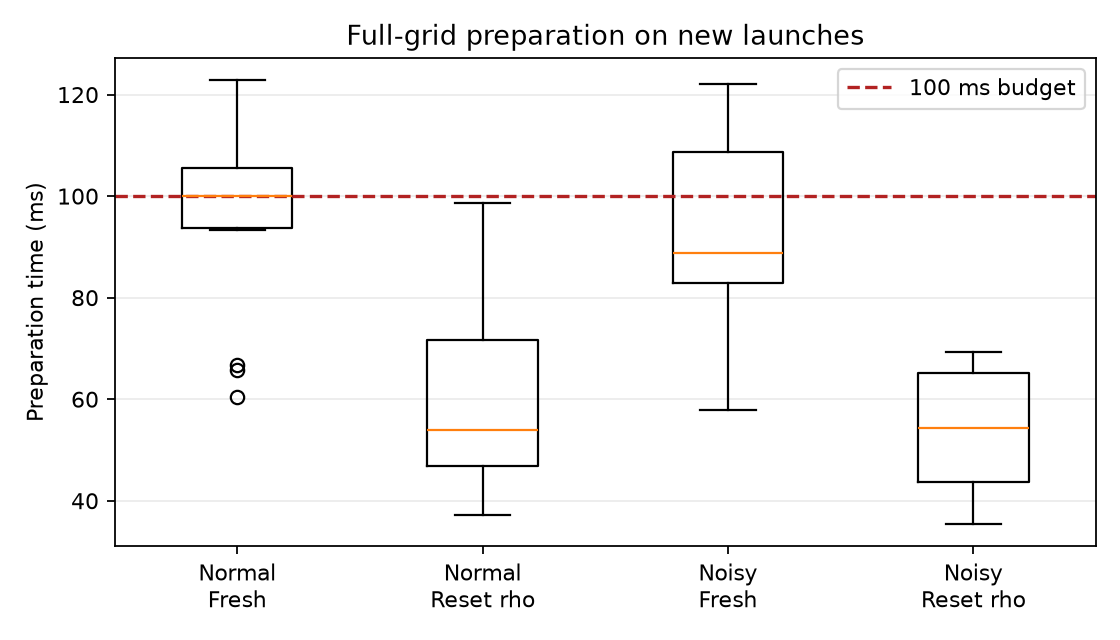 Full-grid preparation on new launches
100 ms budget
Preparation time (ms)
120
100
80
60
40
Normal
Fresh
Normal
Reset rho
Noisy
Fresh
Noisy
Reset rho